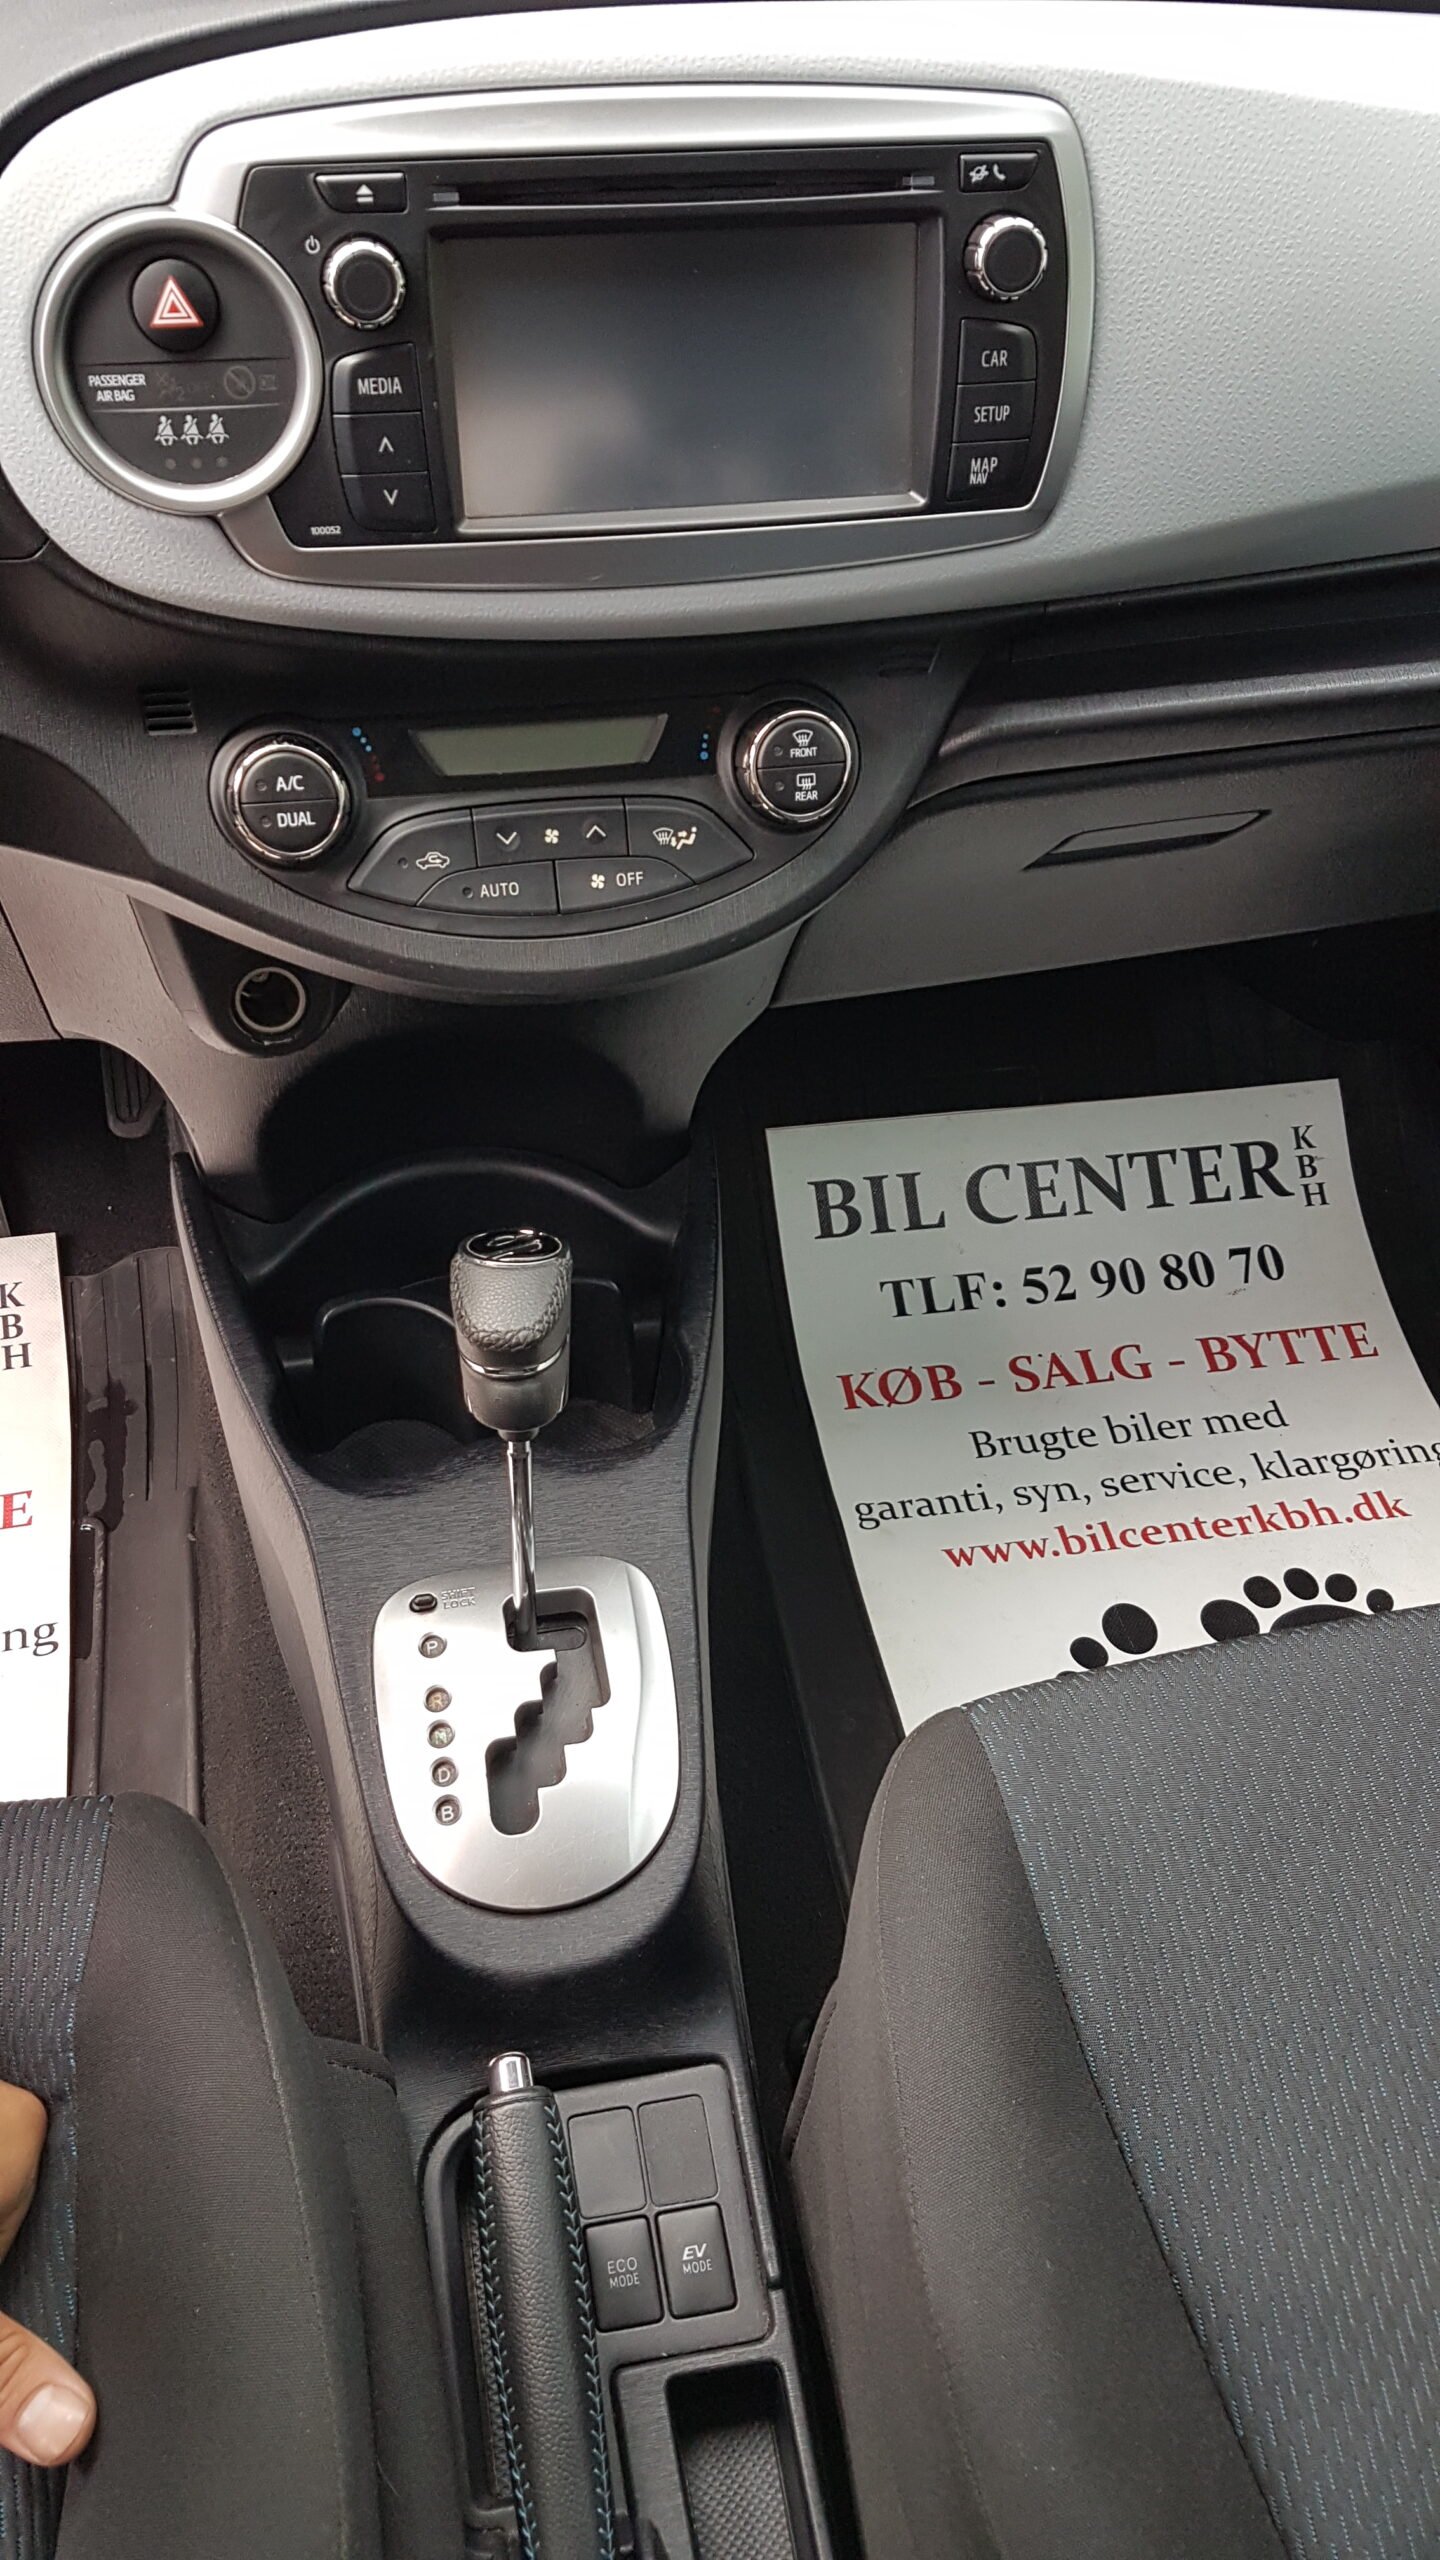 PASSENGER
AIR BAG
MEDIA
100052
CAR
SETUP
MAP
NAV
A/C
DUAL
FRONT
REAR
AUTO
OFF
K
B
H
E
ng
BIL CENTER KBH
TLF: 52 90 80 70
KØB - SALG - BYTTE
Brugte biler med
garanti, syn, service, klargøring
www.bilcenterkbh.dk
SHIFT
LOCK
P
R
N
D
B
ECO
MODE
EV
MODE